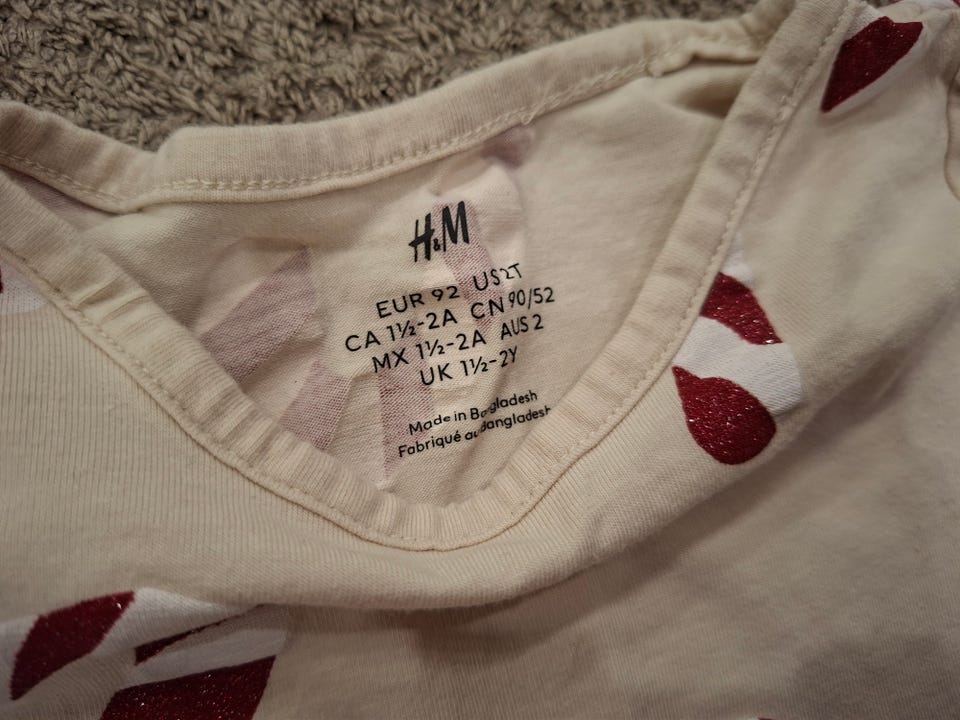 H&M
EUR 92 US 2T
CA 1½-2A CN 90/52
MX 1½-2A AUS 2
UK 1½-2Y
Made in Bangladesh
Fabriqué au Bangladesh